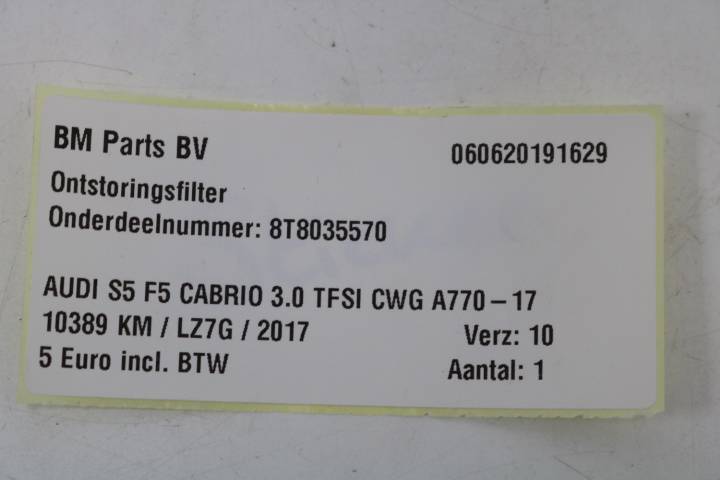 BM Parts BV 060620191629
Ontstoringsfilter
Onderdeelnummer: 8T8035570
AUDI S5 F5 CABRIO 3.0 TFSI CWG A770-17
10389 KM / LZ7G / 2017 Verz: 10
5 Euro incl. BTW Aantal: 1